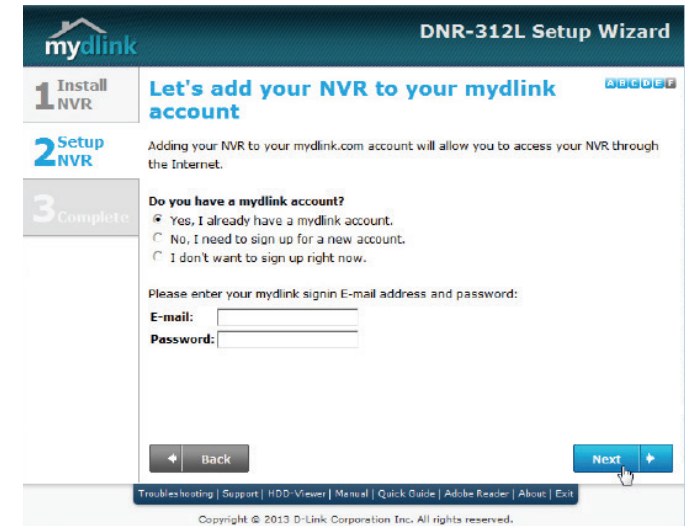 mydlink
DNR-312L Setup Wizard
1 Install
NVR
2 Setup
NVR
3 Complete
Let's add your NVR to your mydlink
account
A B C D E F
Adding your NVR to your mydlink.com account will allow you to access your NVR through
the Internet.
Do you have a mydlink account?
Yes, I already have a mydlink account.
No, I need to sign up for a new account.
I don't want to sign up right now.
Please enter your mydlink signin E-mail address and password:
E-mail:
Password:
Back
Next
Troubleshooting | Support | HDD-Viewer | Manual | Quick Guide | Adobe Reader | About | Exit
Copyright © 2013 D-Link Corporation Inc. All rights reserved.